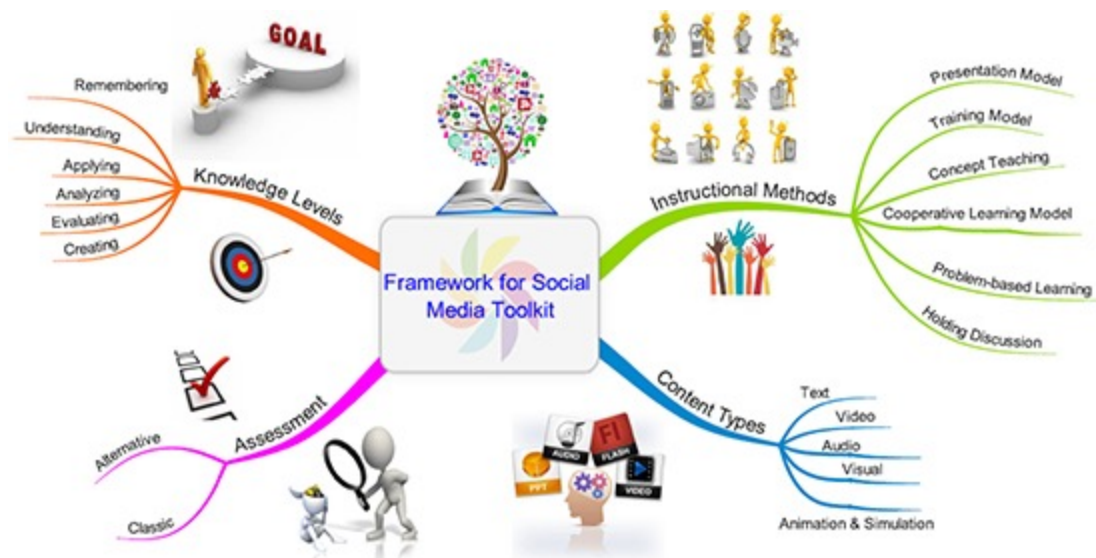 GOAL
Remembering
Understanding
Applying
Analyzing
Evaluating
Creating
Knowledge Levels
Framework for Social
Media Toolkit
Instructional Methods
Presentation Model
Training Model
Concept Teaching
Cooperative Learning Model
Problem-based Learning
Holding Discussion
Assessment
Alternative
Classic
Content Types
Text
Video
Audio
Visual
Animation & Simulation
PPT
AUDIO
Fl
FLASH
VIDEO